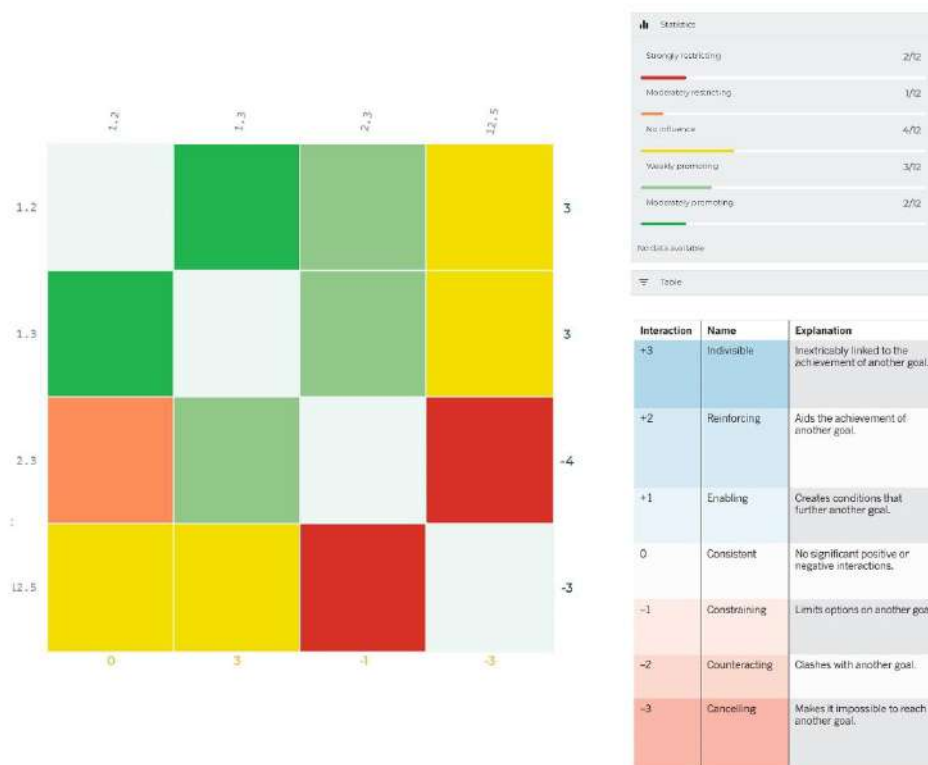 Statistics
Strongly restricting 2/12
Moderately restricting 1/12
No influence 4/12
Weakly promoting 3/12
Moderately promoting 2/12
No data available
Table
1.2 1.3 2.3 12.5
1.2 3
1.3 3
2.3 -4
12.5 -3
0 3 -1 -3
Interaction Name Explanation
+3 Indivisible Inextricably linked to the
achievement of another goal.
+2 Reinforcing Aids the achievement of
another goal.
+1 Enabling Creates conditions that
further another goal.
0 Consistent No significant positive or
negative interactions.
-1 Constraining Limits options on another goa
-2 Counteracting Clashes with another goal.
-3 Cancelling Makes it impossible to reach
another goal.